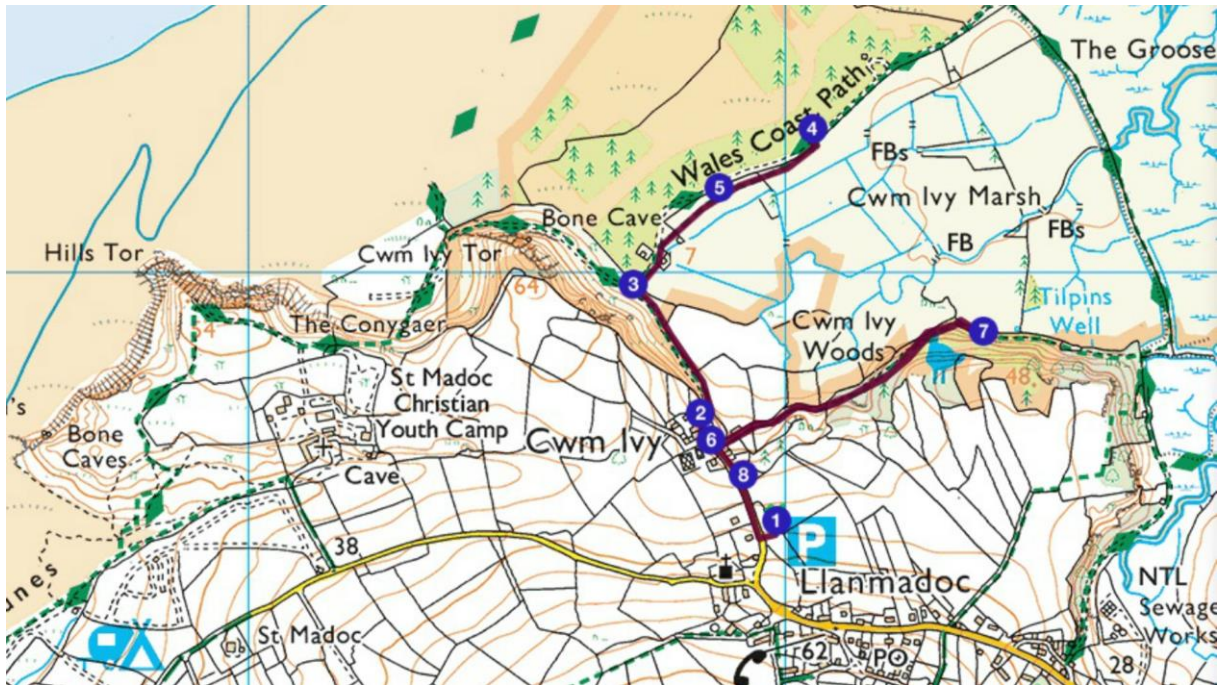 The Groose
4
Wales Coast Path
FBs
5
Cwm Ivy Marsh
Bone Cave
FBs
FB
Hills Tor
Cwm Ivy Tor
7
3
64
Tilpins
Well
54
The Conygaer
Cwm Ivy
Woods
7
48
St Madoc
Christian
Youth Camp
2
Cwm Ivy
6
's
Bone
Caves
Cave
8
1
P
38
Llanmadoc
NTL
Sewage
Works
unes
St Madoc
62
PO
28